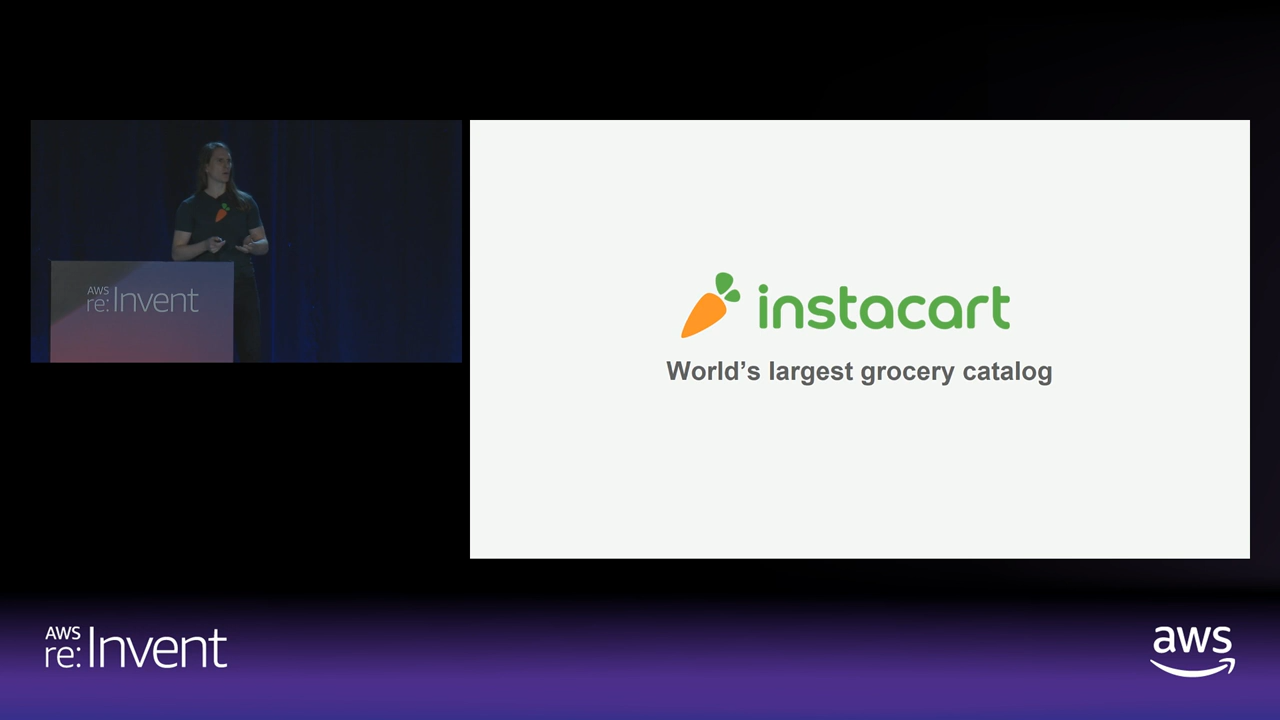 AWS
re:Invent
instacart
World's largest grocery catalog
AWS
re:Invent
aws